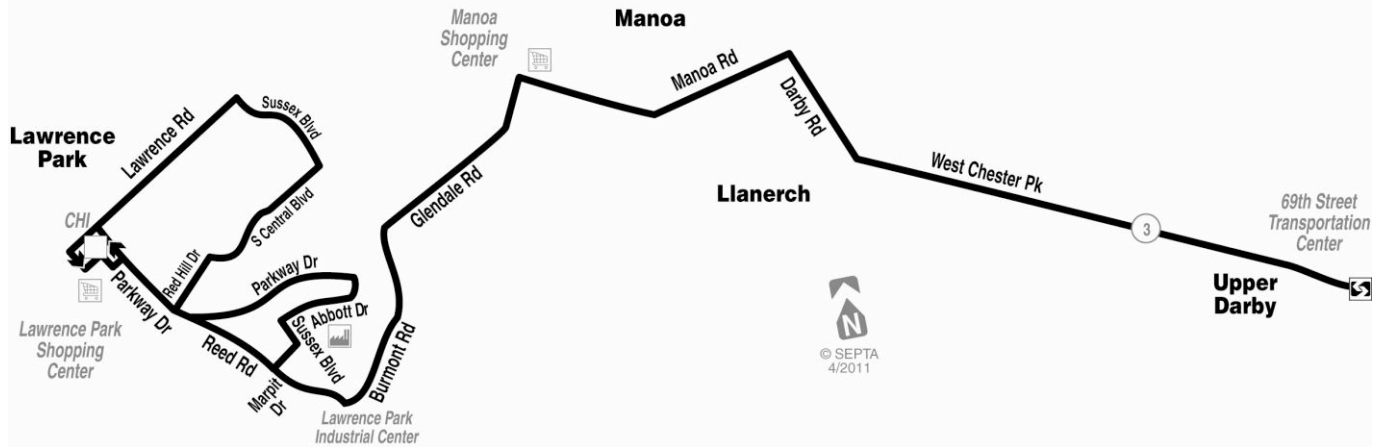 Manoa
Shopping
Center
Manoa
Manoa Rd
Darby Rd
Sussex Blvd
Lawrence Rd
Lawrence
Park
Glendale Rd
West Chester Pk
Llanerch
69th Street
Transportation
Center
CHI
S Central Blvd
3
Red Hill Dr
Parkway Dr
Parkway Dr
Upper
Darby
Abbott Dr
Sussex Blvd
Lawrence Park
Shopping
Center
Reed Rd
Burmont Rd
N
© SEPTA
4/2011
Marpit
Dr
Lawrence Park
Industrial Center